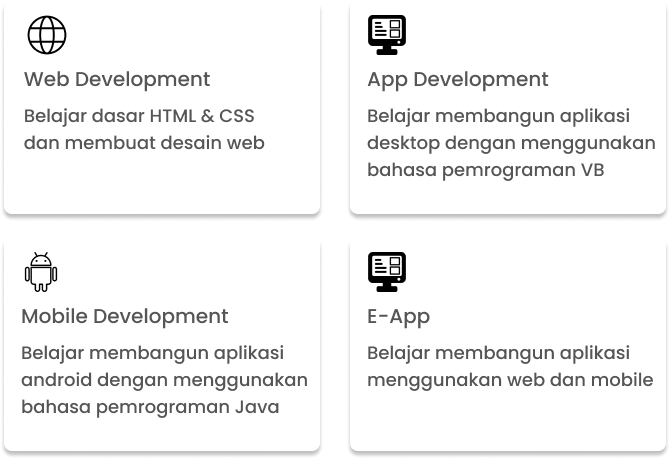 Web Development
Belajar dasar HTML & CSS
dan membuat desain web
App Development
Belajar membangun aplikasi
desktop dengan menggunakan
bahasa pemrograman VB
Mobile Development
Belajar membangun aplikasi
android dengan menggunakan
bahasa pemrograman Java
E-App
Belajar membangun aplikasi
menggunakan web dan mobile